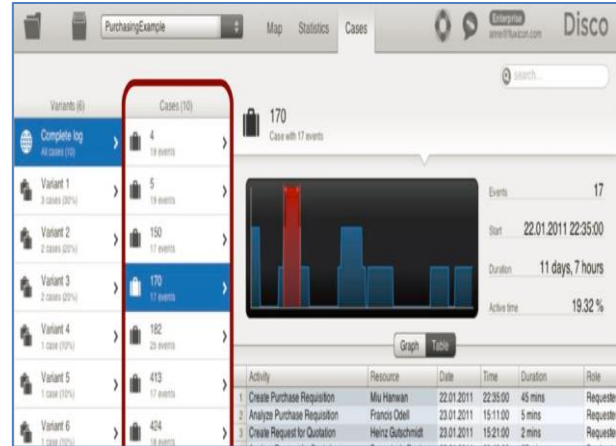 PurchasingExample
Map Statistics Cases
Enterprise
anne@fluxicon.com
Disco
search...
Variants (6)
Complete log
All cases (10)
Variant 1
3 cases (30%)
Variant 2
2 cases (20%)
Variant 3
2 cases (20%)
Variant 4
1 case (10%)
Variant 5
1 case (10%)
Variant 6
1 case (10%)
Cases (10)
4
19 events
5
19 events
150
17 events
170
17 events
182
25 events
413
17 events
424
18 events
170
Case with 17 events
Events 17
Start 22.01.2011 22:35:00
Duration 11 days, 7 hours
Active time 19.32 %
Graph Table
Activity Resource Date Time Duration Role
1 Create Purchase Requisition Miu Hanwan 22.01.2011 22:35:00 45 mins Requeste
2 Analyze Purchase Requisition Francis Odell 23.01.2011 15:11:00 5 mins Requeste
3 Create Request for Quotation Heinz Gutschmidt 23.01.2011 15:21:00 2 mins Requeste